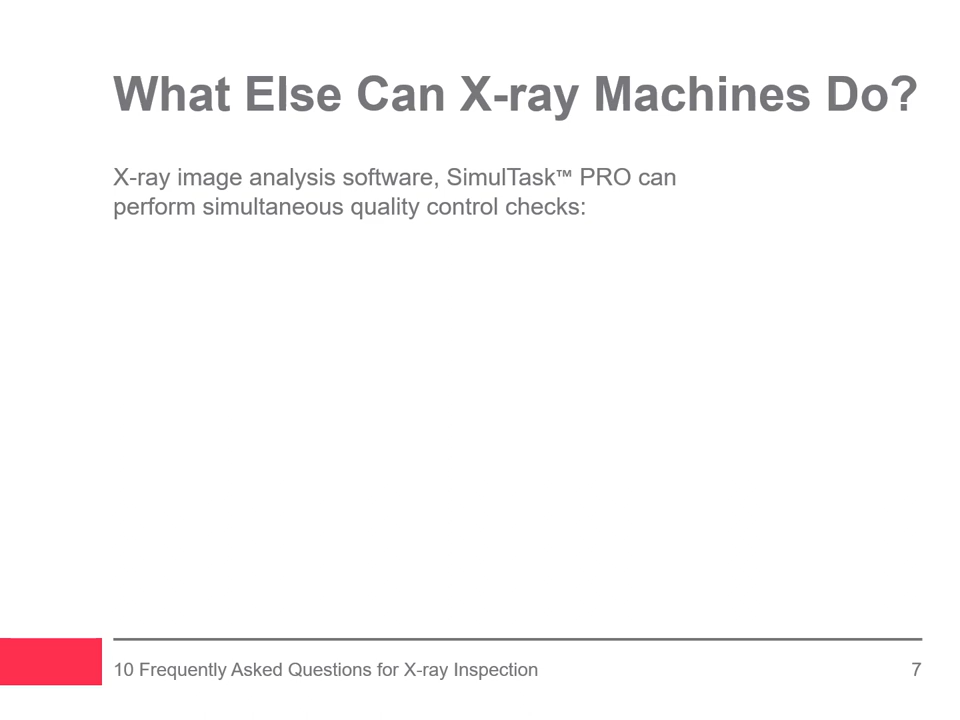 What Else Can X-ray Machines Do?
X-ray image analysis software, SimulTask™ PRO can
perform simultaneous quality control checks:
10 Frequently Asked Questions for X-ray Inspection
7